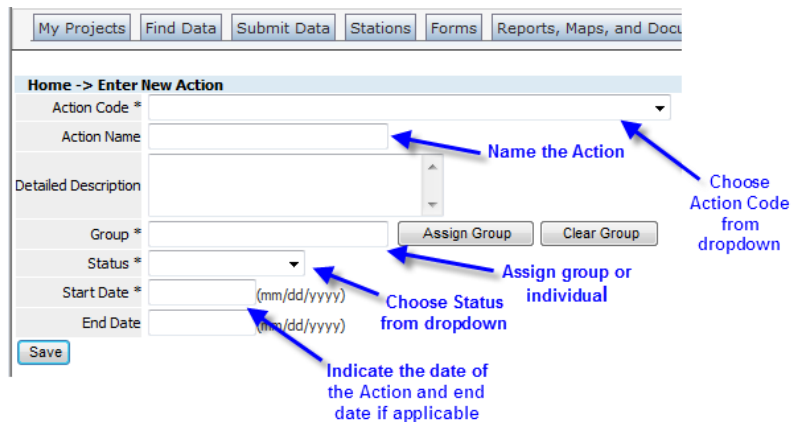 My Projects Find Data Submit Data Stations Forms Reports, Maps, and Docu
Home -> Enter New Action
Action Code *
Action Name
Name the Action
Detailed Description
Choose
Action Code
from
dropdown
Group * Assign Group Clear Group
Status *
Assign group or
individual
Start Date * (mm/dd/yyyy)
Choose Status
from dropdown
End Date (mm/dd/yyyy)
Save
Indicate the date of
the Action and end
date if applicable